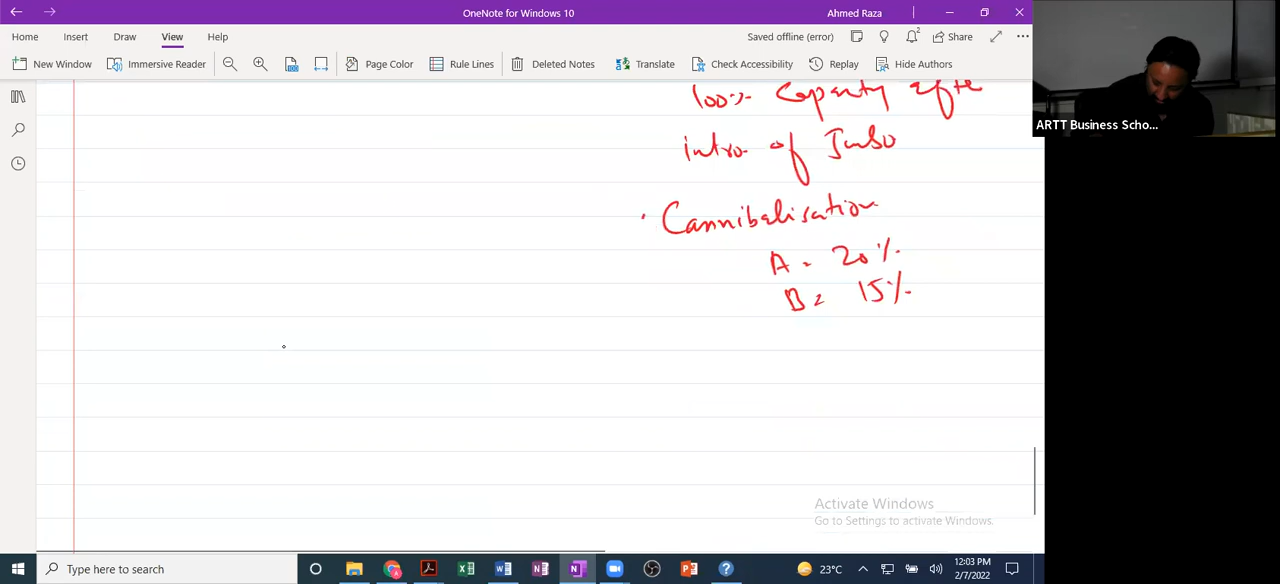 OneNote for Windows 10
Ahmed Raza
Home Insert Draw View Help
Saved offline (error) 2 Share
New Window Immersive Reader Page Color Rule Lines Deleted Notes Translate Check Accessibility Replay Hide Authors
100% Capacity afte
intro. of Jumbo
• Cannibalisation
A = 20%
B = 15%
ARTT Business Scho...
Activate Windows
Go to Settings to activate Windows.
Type here to search
23°C
12:03 PM
2/7/2022